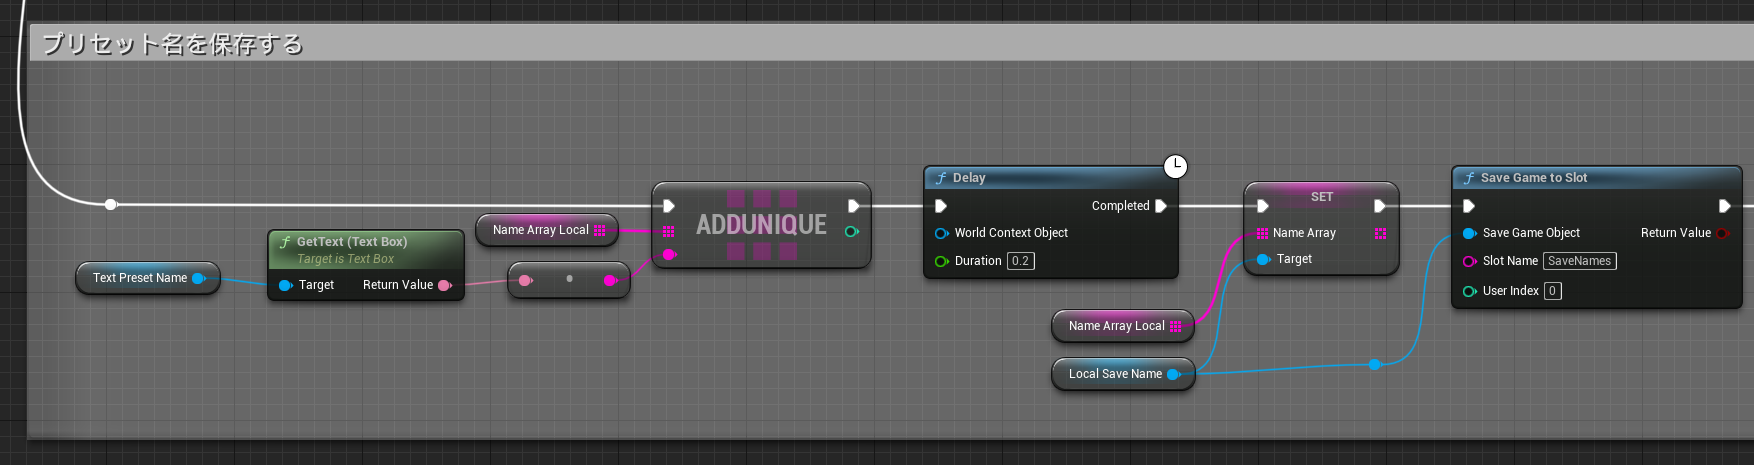 プリセット名を保存する
Text Preset Name
GetText (Text Box)
Target is Text Box
Target
Return Value
Name Array Local
ADDUNIQUE
Delay
Completed
World Context Object
Duration 0.2
Name Array Local
Local Save Name
SET
Name Array
Target
Save Game to Slot
Save Game Object
Return Value
Slot Name SaveNames
User Index 0